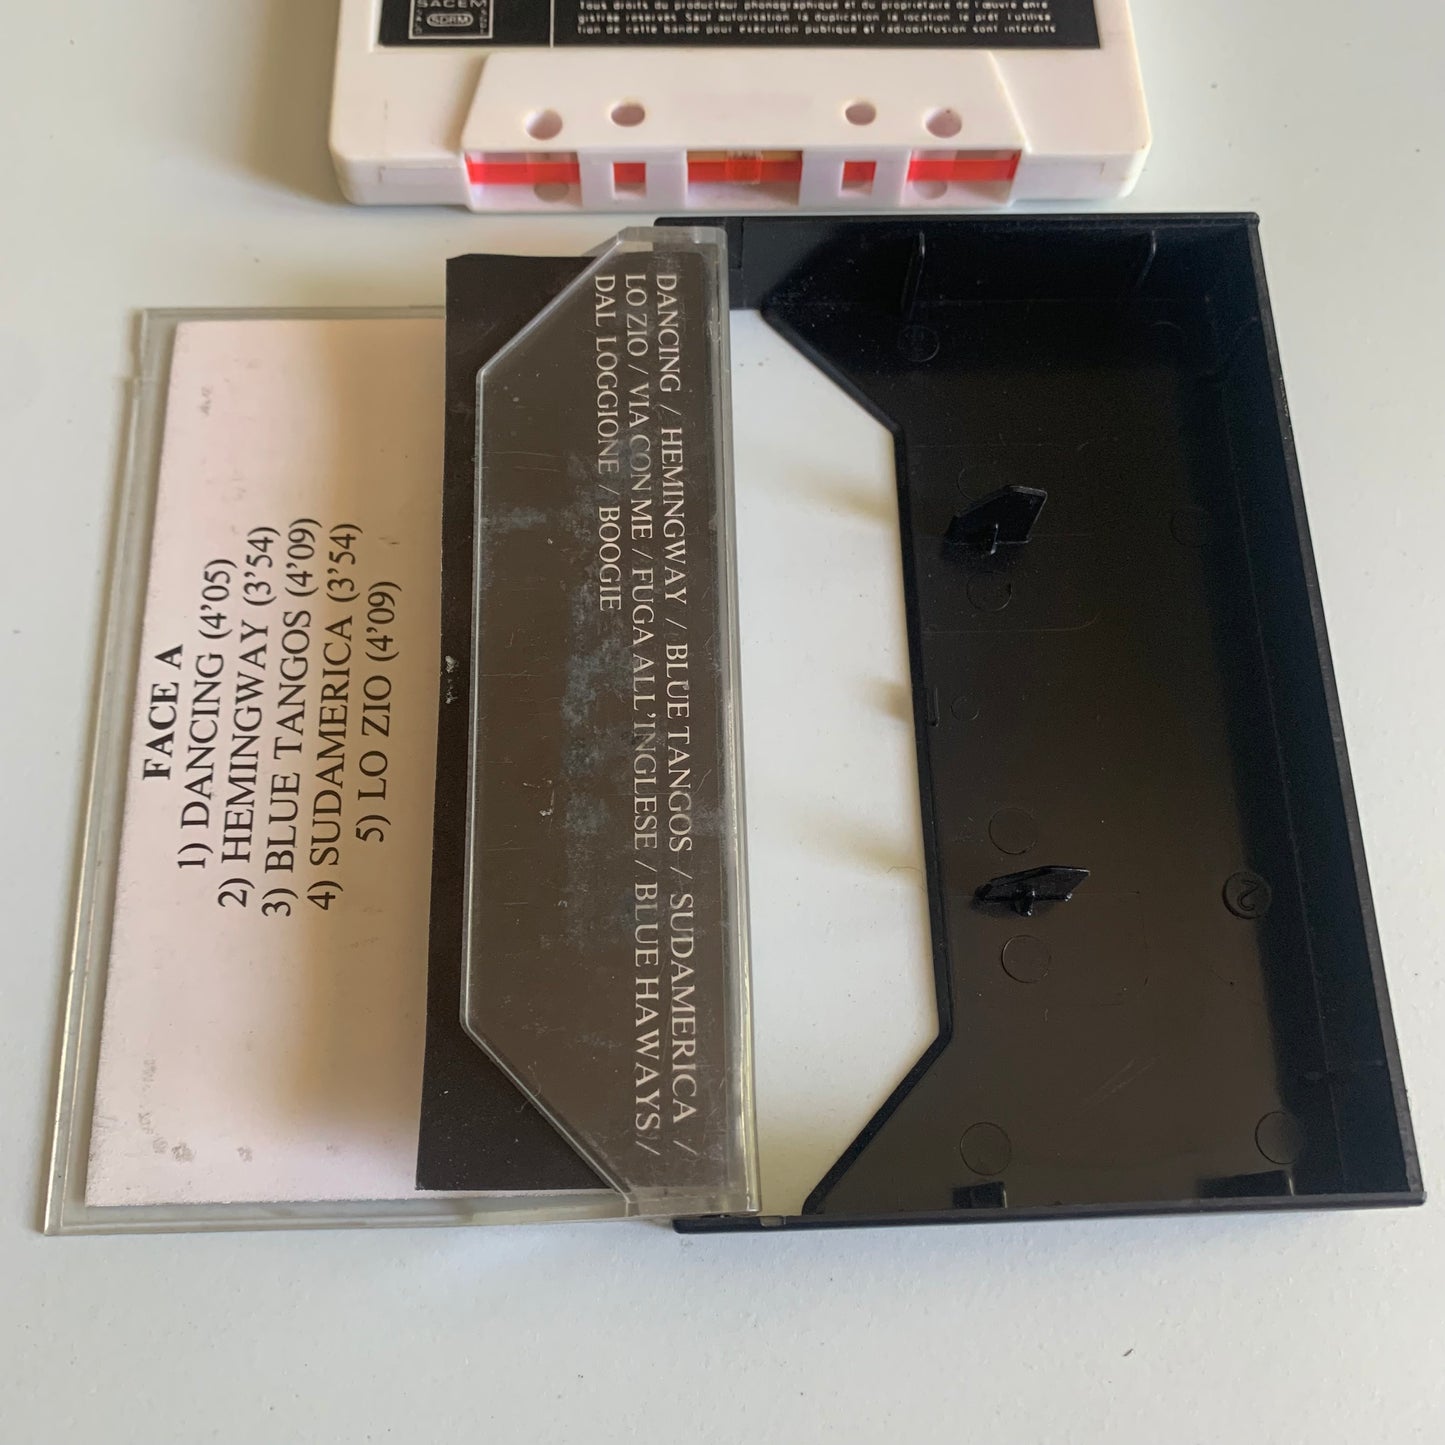 SACEM
SDRM
Tous droits du producteur phonographique et du propriétaire de l'œuvre enre
gistrée réservés Sauf autorisation la duplication la location le prêt l'utilisa
tion de cette bande pour exécution publique et radiodiffusion sont interdits
DANCING / HEMINGWAY / BLUE TANGOS / SUDAMERICA /
LO ZIO / VIA CON ME / FUGA ALL'INGLESE / BLUE HAWAYS /
DAL LOGGIONE / BOOGIE
FACE A
1) DANCING (4'05)
2) HEMINGWAY (3'54)
3) BLUE TANGOS (4'09)
4) SUDAMERICA (3'54)
5) LO ZIO (4'09)
2